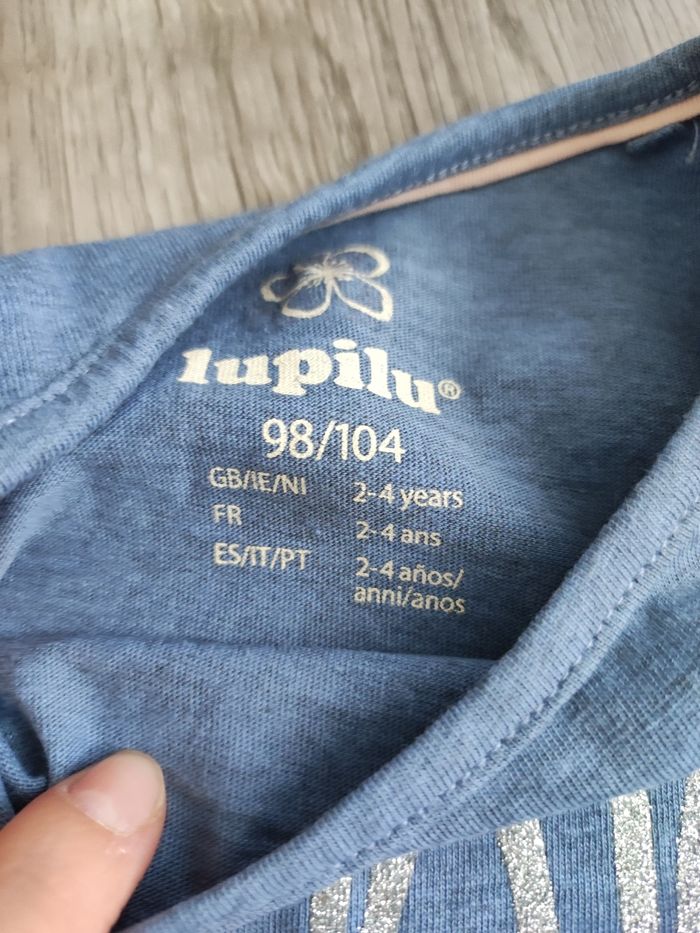 lupilu®
98/104
GB/IE/NI 2-4 years
FR 2-4 ans
ES/IT/PT 2-4 años/
anni/anos